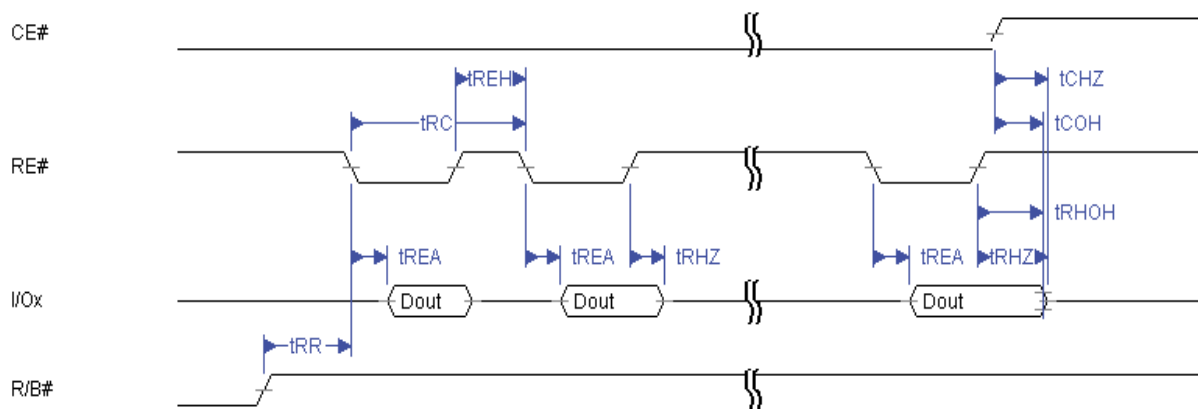 CE#
tREH
tCHZ
tRC
tCOH
RE#
tRHOH
tREA
tREA
tRHZ
tREA
tRHZ
I/Ox
Dout
Dout
Dout
tRR
R/B#